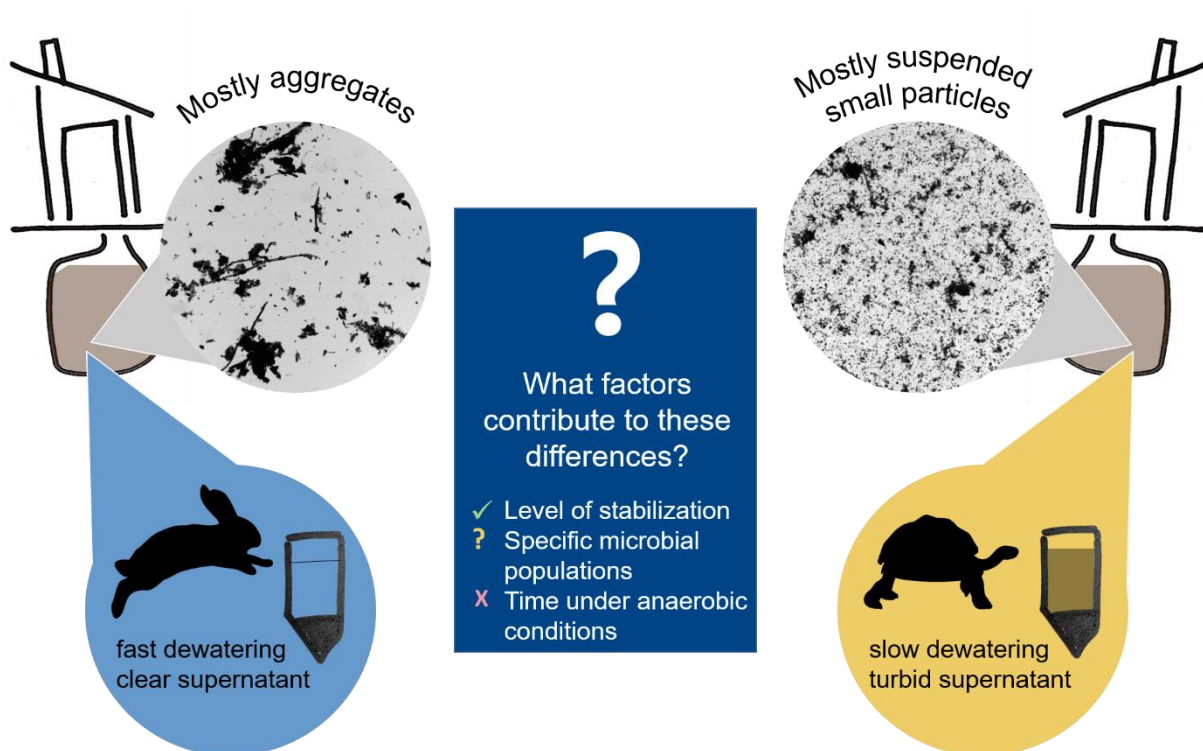 Mostly aggregates
Mostly suspended
small particles
?
What factors
contribute to these
differences?
✓ Level of stabilization
? Specific microbial
populations
X Time under anaerobic
conditions
fast dewatering
clear supernatant
slow dewatering
turbid supernatant